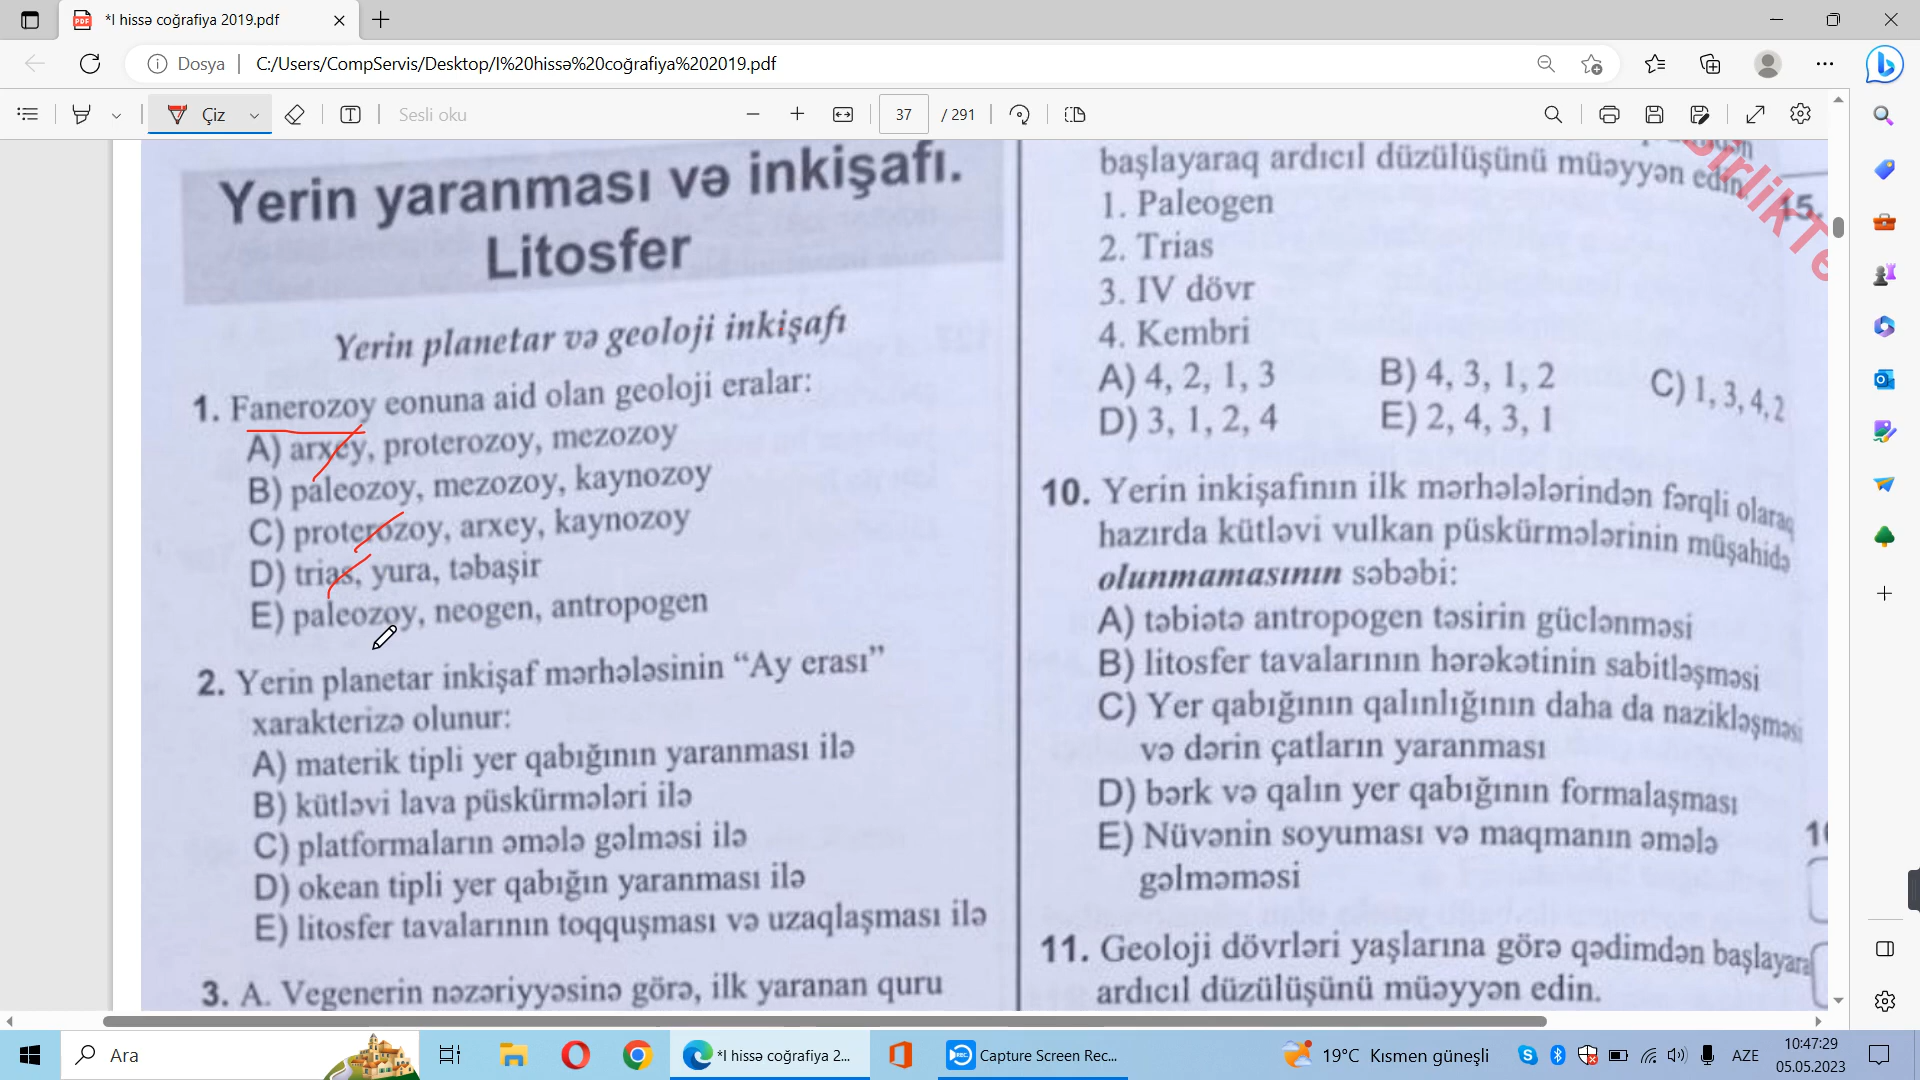 *I hissə coğrafiya 2019.pdf
Dosya
C:/Users/CompServis/Desktop/I%20hissə%20coğrafiya%202019.pdf
Çiz
Sesli oku
37 / 291
Yerin yaranması və inkişafı.
Litosfer
Yerin planetar və geoloji inkişafı
1. Fanerozoy eonuna aid olan geoloji eralar:
A) arxey, proterozoy, mezozoy
B) paleozoy, mezozoy, kaynozoy
C) proterozoy, arxey, kaynozoy
D) trias, yura, təbaşir
E) paleozoy, neogen, antropogen
2. Yerin planetar inkişaf mərhələsinin “Ay erası”
xarakterizə olunur:
A) materik tipli yer qabığının yaranması ilə
B) kütləvi lava püskürmələri ilə
C) platformaların əmələ gəlməsi ilə
D) okean tipli yer qabığın yaranması ilə
E) litosfer tavalarının toqquşması və uzaqlaşması ilə
3. A. Vegenerin nəzəriyyəsinə görə, ilk yaranan quru
başlayaraq ardıcıl düzülüşünü müəyyən edin.
1. Paleogen
2. Trias
3. IV dövr
4. Kembri
A) 4, 2, 1, 3 B) 4, 3, 1, 2 C) 1, 3, 4, 2
D) 3, 1, 2, 4 E) 2, 4, 3, 1
10. Yerin inkişafının ilk mərhələlərindən fərqli olaraq
hazırda kütləvi vulkan püskürmələrinin müşahidə
olunmamasının səbəbi:
A) təbiətə antropogen təsirin güclənməsi
B) litosfer tavalarının hərəkətinin sabitləşməsi
C) Yer qabığının qalınlığının daha da nazikləşməsi
və dərin çatların yaranması
D) bərk və qalın yer qabığının formalaşması
E) Nüvənin soyuması və maqmanın əmələ
gəlməməsi
11. Geoloji dövrləri yaşlarına görə qədimdən başlayara
ardıcıl düzülüşünü müəyyən edin.
15.
Ara
*I hissə coğrafiya 2...
Capture Screen Rec...
19°C Kısmen güneşli
AZE
10:47:29
05.05.2023